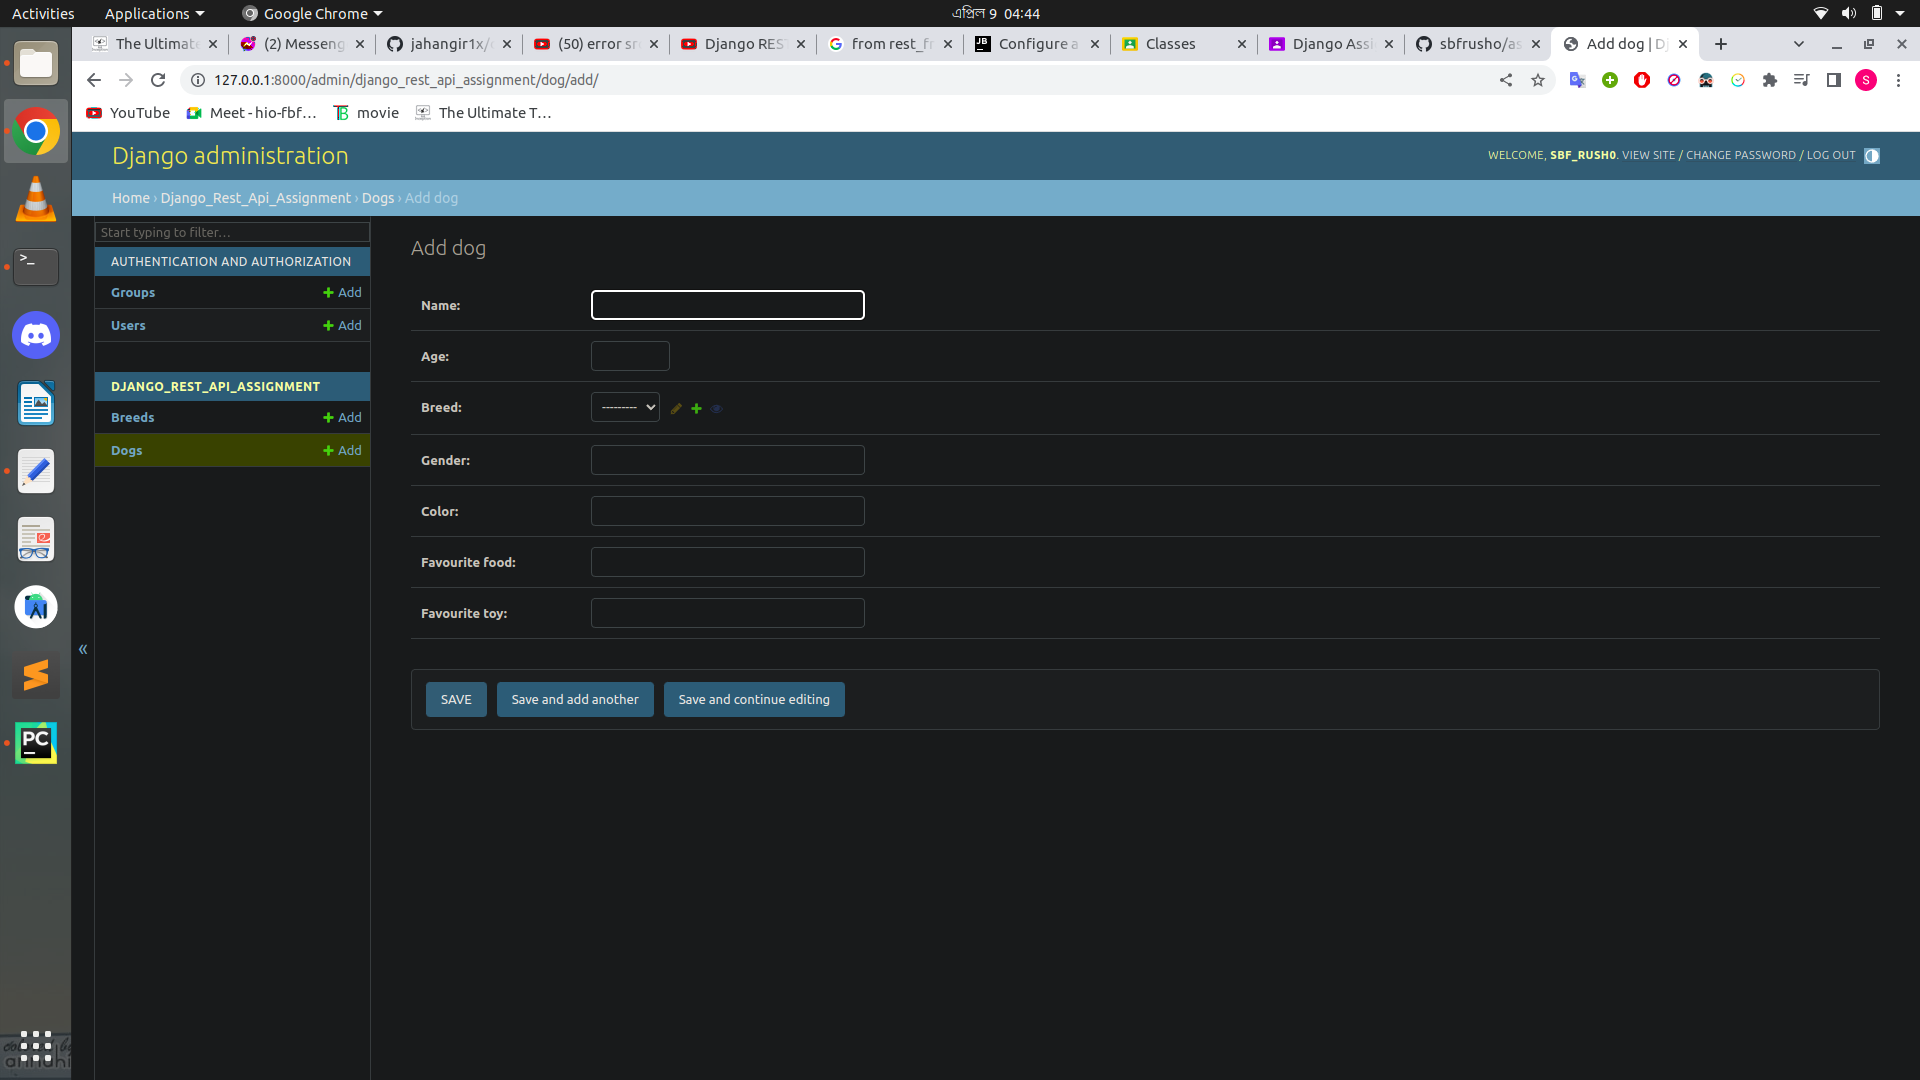 Activities Applications Google Chrome এপ্রিল 9 04:44
The Ultimat (2) Messeng jahangir1x/ (50) error sr Django RES from rest_fr Configure a Classes Django Assi sbfrusho/as Add dog | D
127.0.0.1:8000/admin/django_rest_api_assignment/dog/add/
S
YouTube Meet - hio-fbf… movie The Ultimate T…
Django administration
WELCOME, SBF_RUSH0. VIEW SITE / CHANGE PASSWORD / LOG OUT
Home › Django_Rest_Api_Assignment › Dogs › Add dog
Start typing to filter…
AUTHENTICATION AND AUTHORIZATION
Groups Add
Users Add
DJANGO_REST_API_ASSIGNMENT
Breeds Add
Dogs Add
«
Add dog
Name:
Age:
Breed: ---------
Gender:
Color:
Favourite food:
Favourite toy:
SAVE Save and add another Save and continue editing
PC